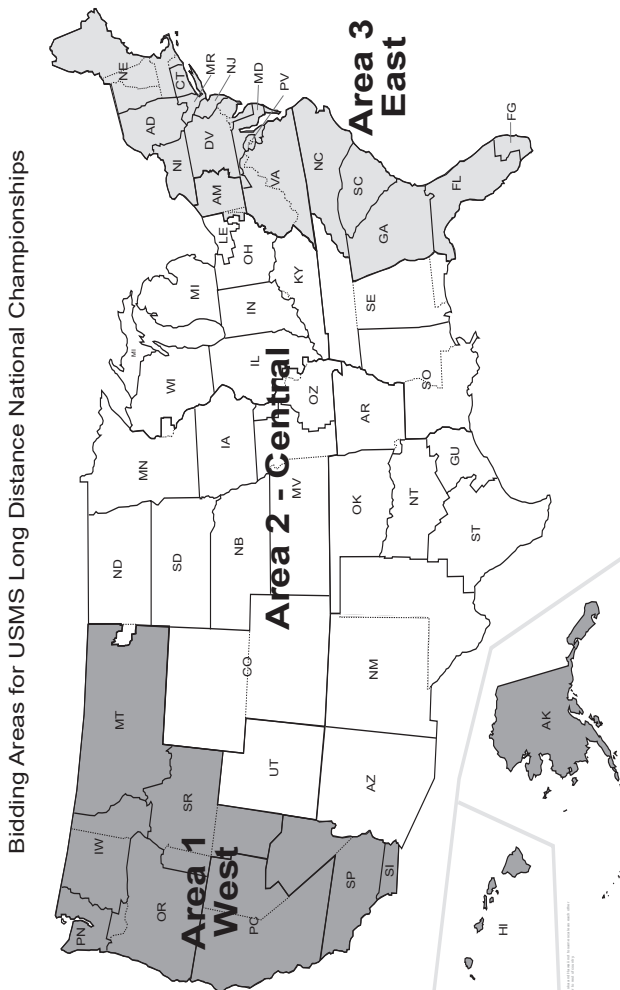 Bidding Areas for USMS Long Distance National Championships
PN
IW
MT
ND
MN
MI
WI
MI
NE
AD
CT
MR
NJ
MD
PV
NI
DV
AM
LE
OH
VA
OR
SR
SD
IA
IL
IN
KY
NC
Area 3
East
Area 1
West
CO
NB
Area 2 - Central
MV
OZ
SC
PC
UT
OK
AR
SE
GA
SP
SI
AZ
NM
NT
GU
SO
FL
FG
ST
HI
AK